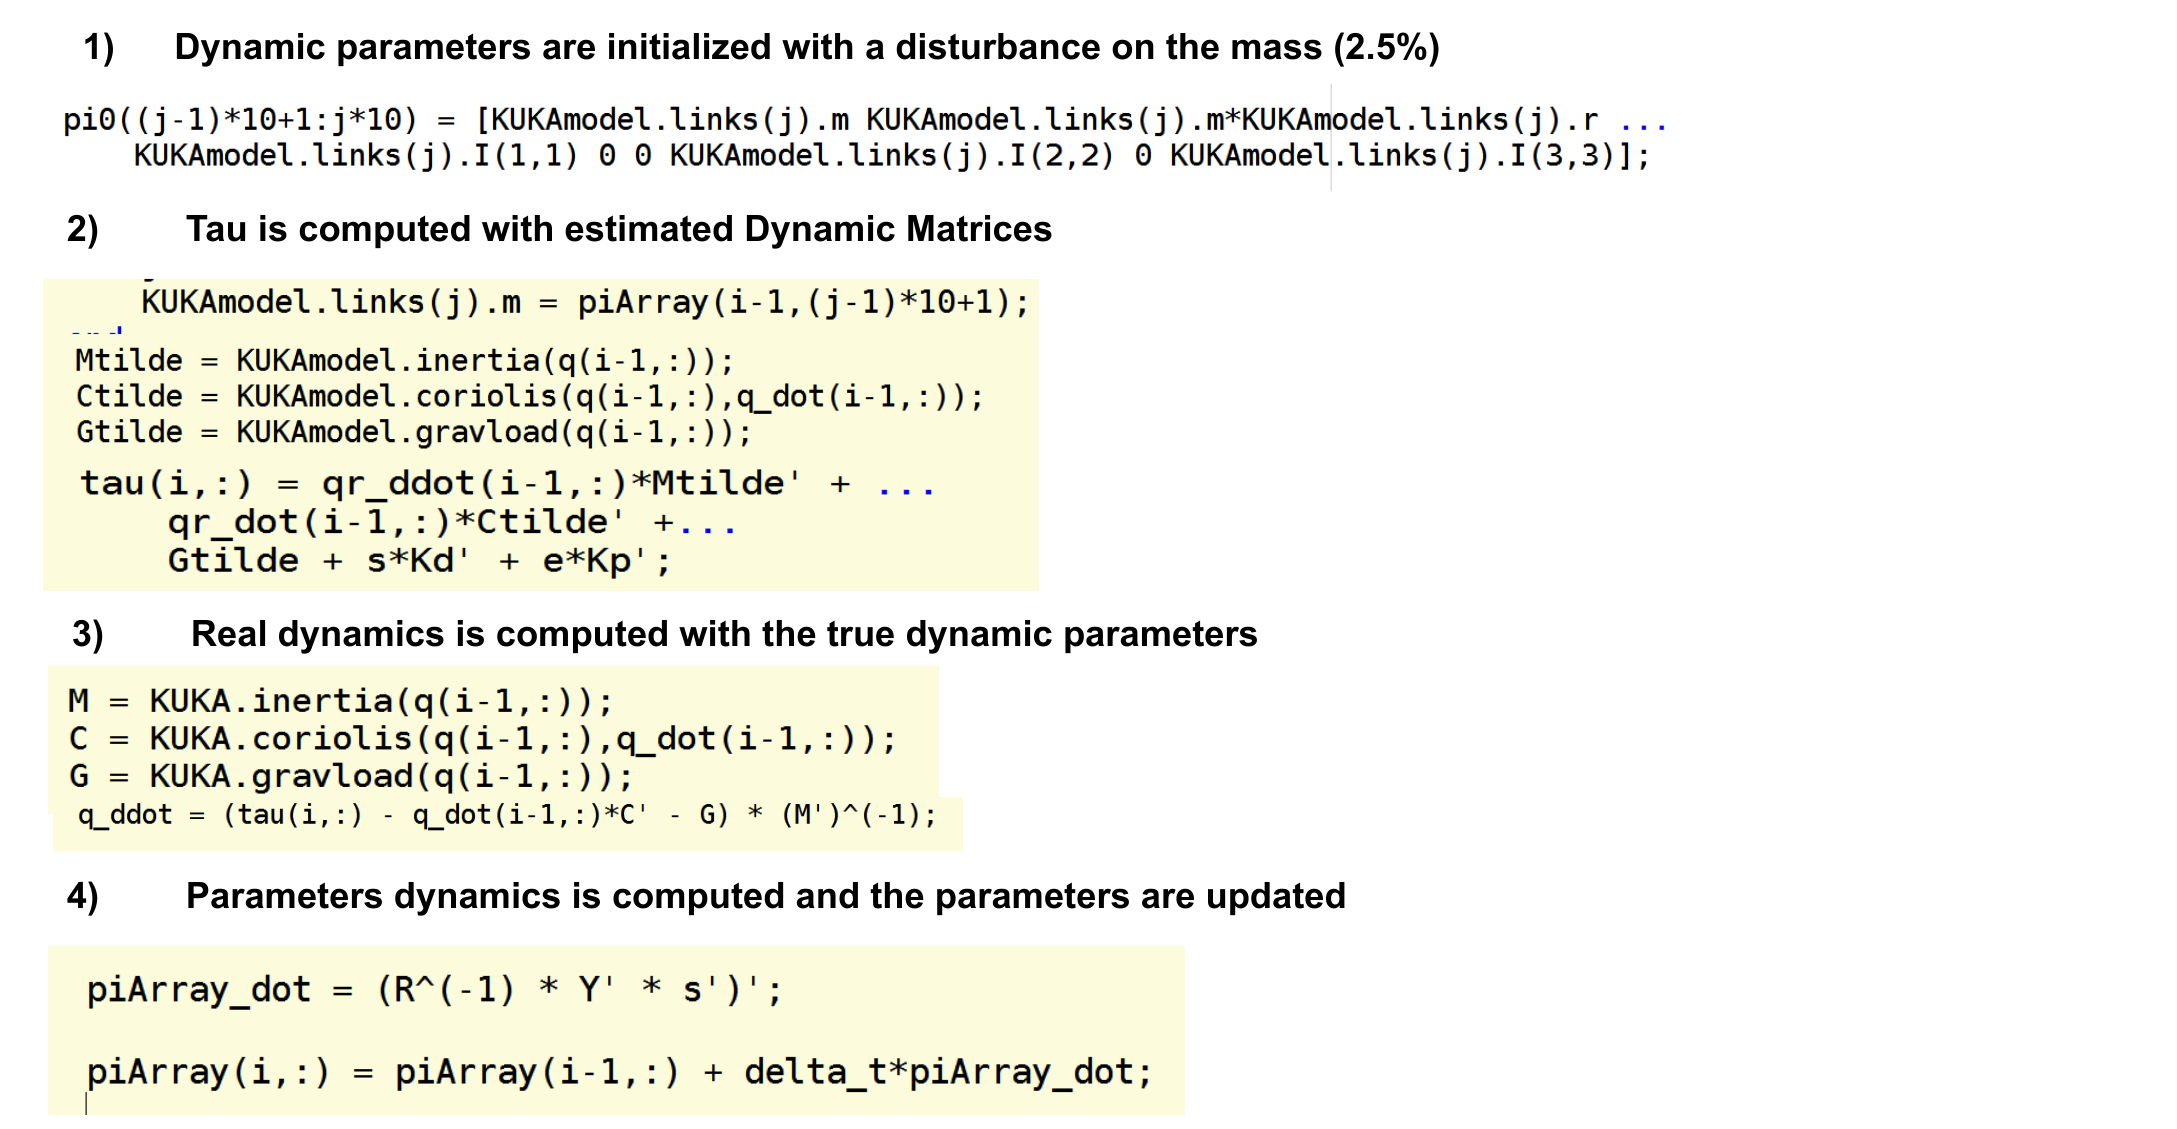 1) Dynamic parameters are initialized with a disturbance on the mass (2.5%)
pi0((j-1)*10+1:j*10) = [KUKAmodel.links(j).m KUKAmodel.links(j).m*KUKAmodel.links(j).r ...
KUKAmodel.links(j).I(1,1) 0 0 KUKAmodel.links(j).I(2,2) 0 KUKAmodel.links(j).I(3,3)];
2) Tau is computed with estimated Dynamic Matrices
KUKAmodel.links(j).m = piArray(i-1,(j-1)*10+1);
Mtilde = KUKAmodel.inertia(q(i-1,:));
Ctilde = KUKAmodel.coriolis(q(i-1,:),q_dot(i-1,:));
Gtilde = KUKAmodel.gravload(q(i-1,:));
tau(i,:) = qr_ddot(i-1,:)*Mtilde' + ...
qr_dot(i-1,:)*Ctilde' +...
Gtilde + s*Kd' + e*Kp';
3) Real dynamics is computed with the true dynamic parameters
M = KUKA.inertia(q(i-1,:));
C = KUKA.coriolis(q(i-1,:),q_dot(i-1,:));
G = KUKA.gravload(q(i-1,:));
q_ddot = (tau(i,:) - q_dot(i-1,:)*C' - G) * (M')^(-1);
4) Parameters dynamics is computed and the parameters are updated
piArray_dot = (R^(-1) * Y' * s')';
piArray(i,:) = piArray(i-1,:) + delta_t*piArray_dot;